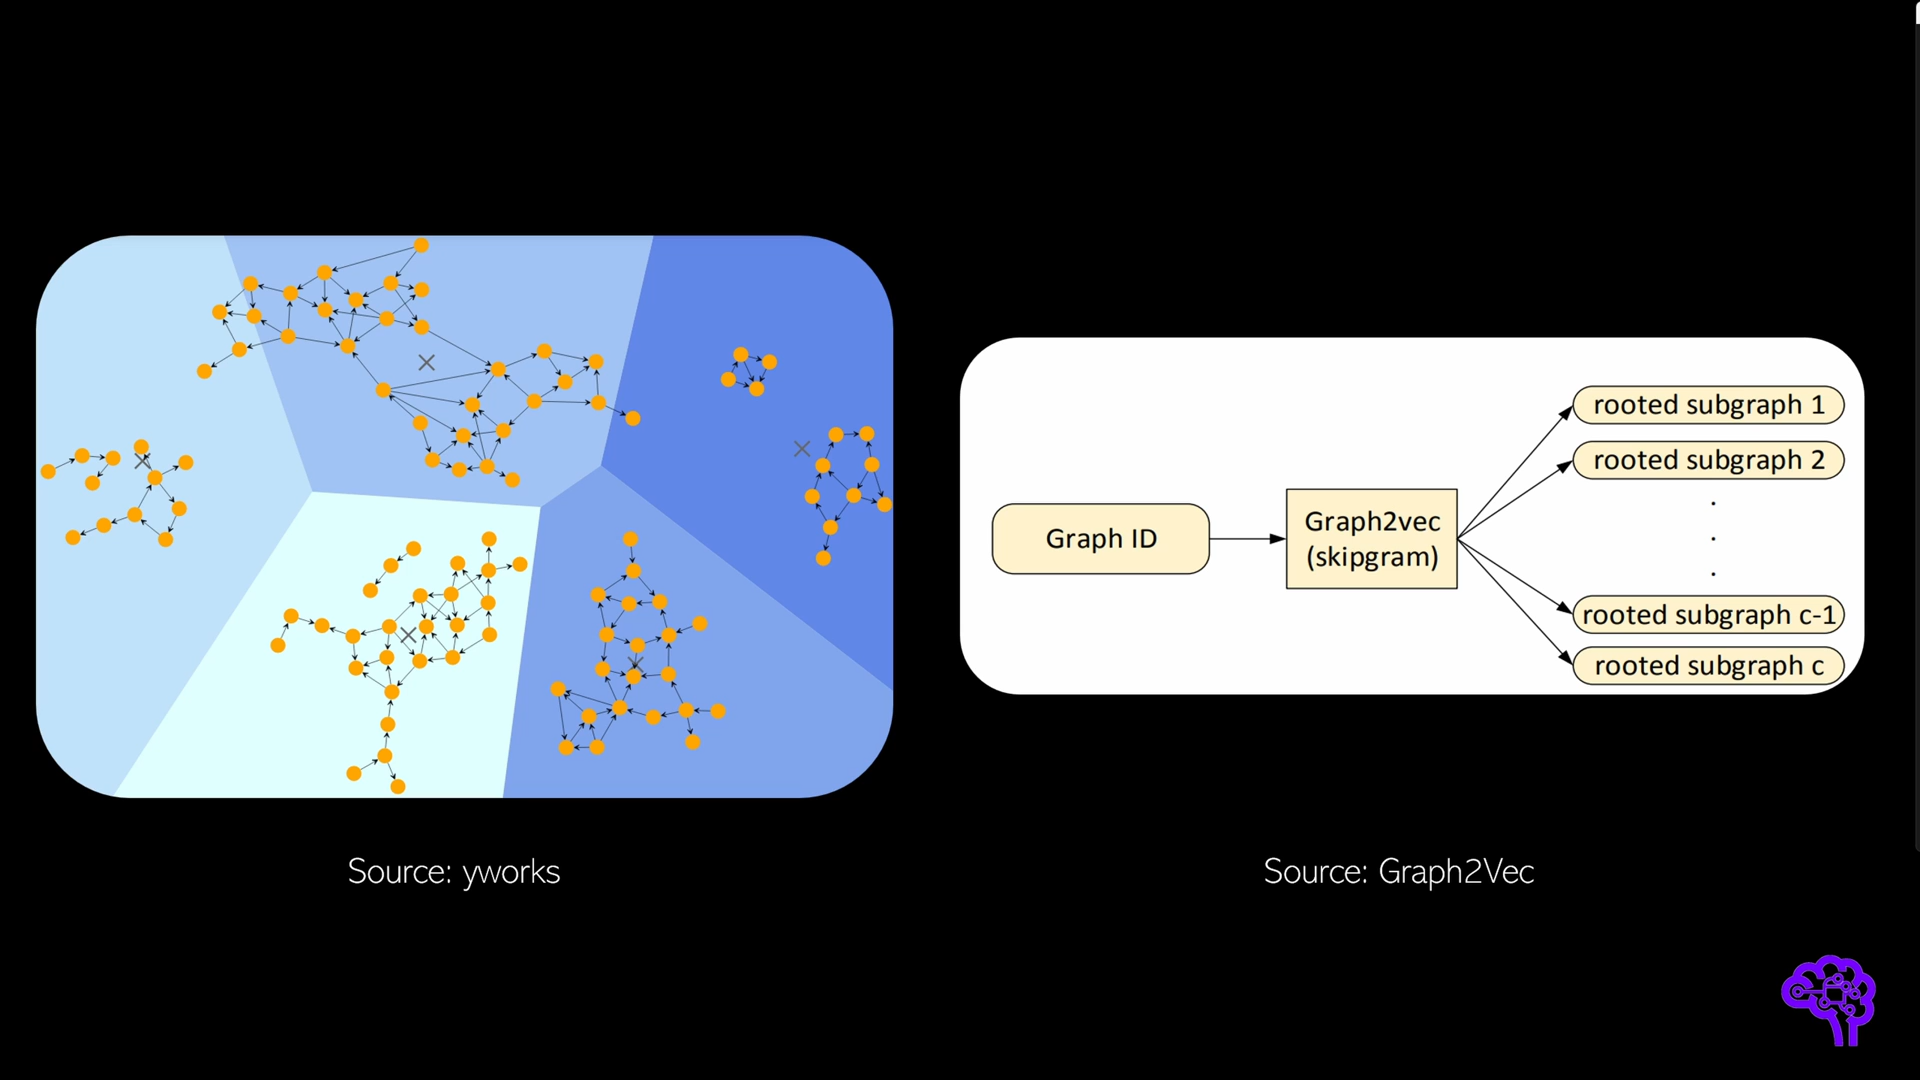 rooted subgraph 1
rooted subgraph 2
Graph ID
Graph2vec
(skipgram)
rooted subgraph c-1
rooted subgraph c
Source: yworks
Source: Graph2Vec